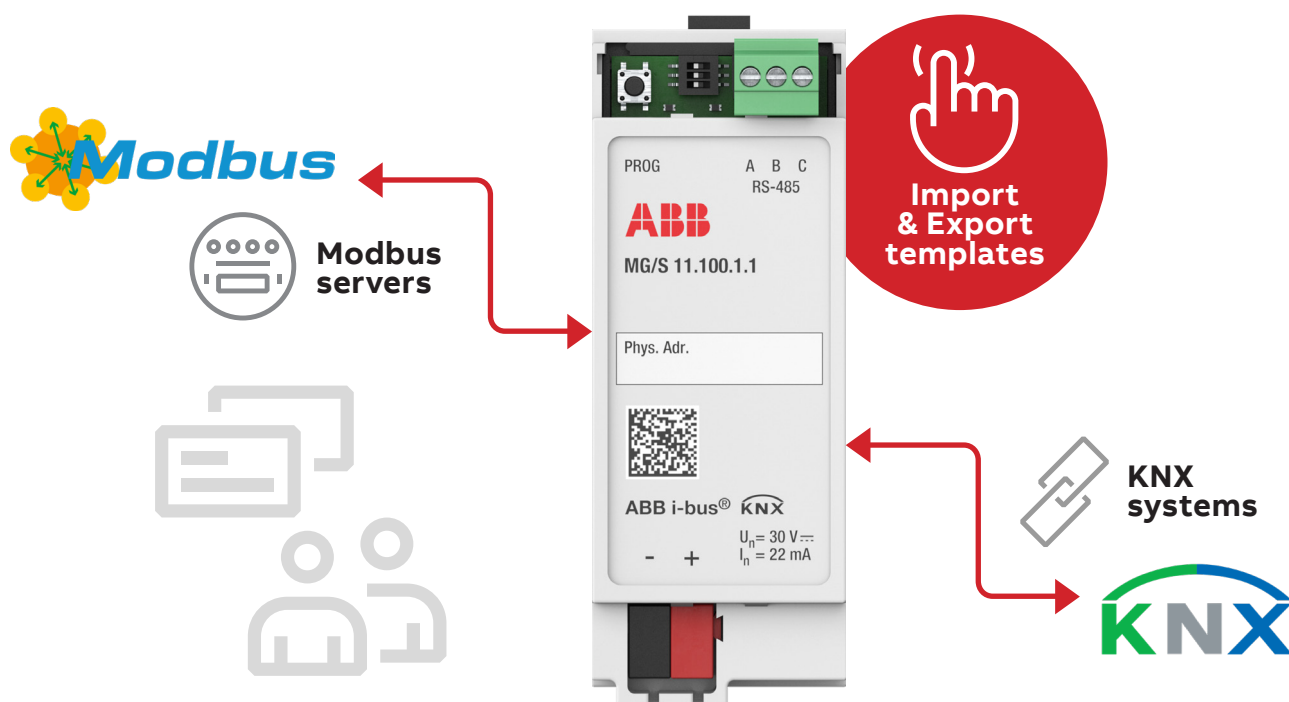 Modbus
Modbus
servers
PROG
A B C
RS-485
ABB
MG/S 11.100.1.1
Phys. Adr.
ABB i-bus® KNX
- +
Un= 30 V⎓
In = 22 mA
Import
& Export
templates
KNX
systems
KNX